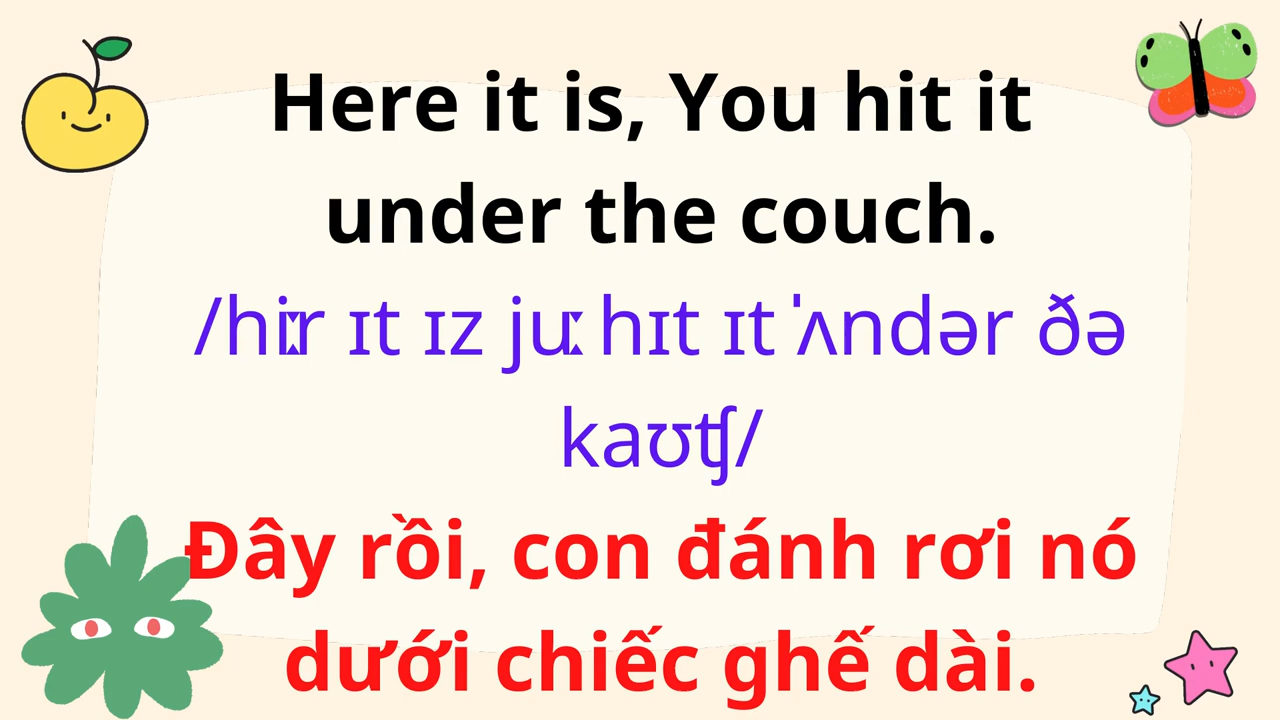 Here it is, You hit it
under the couch.
/hiːr ɪt ɪz juː hɪt ɪt ˈʌndər ðə
kaʊʧ/
Đây rồi, con đánh rơi nó
dưới chiếc ghế dài.